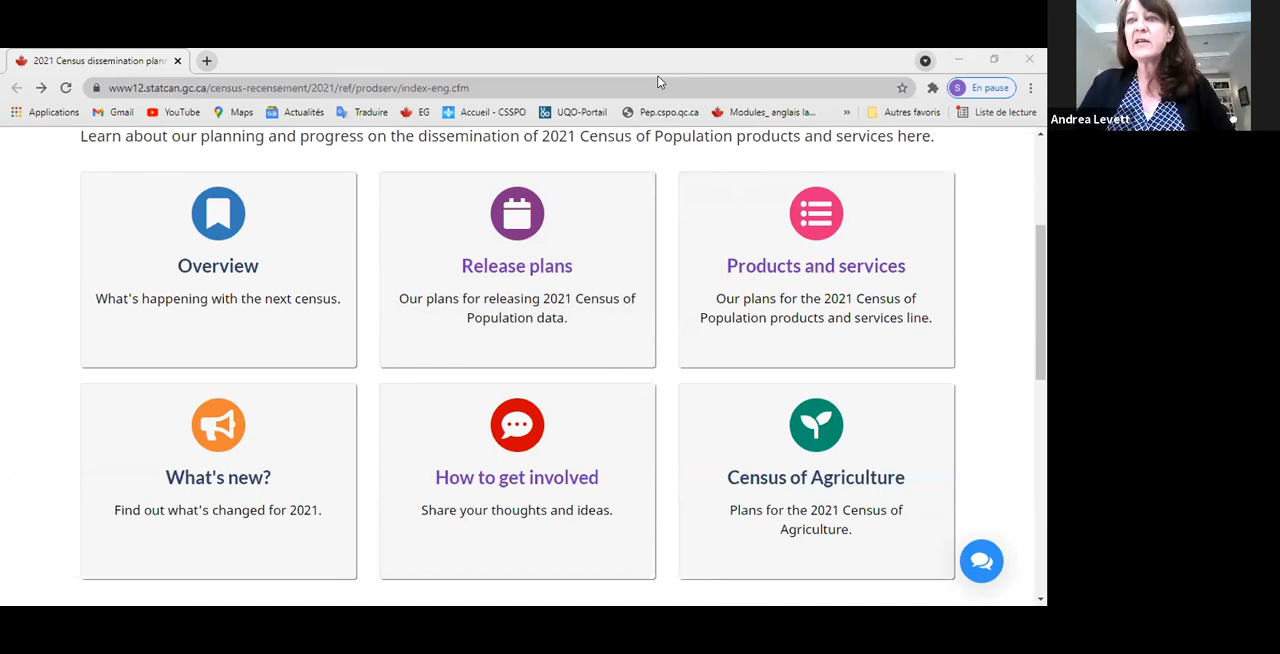 2021 Census dissemination plan
www12.statcan.gc.ca/census-recensement/2021/ref/prodserv/index-eng.cfm
S En pause
Applications Gmail YouTube Maps Actualités Traduire EG Accueil - CSSPO UQO-Portail Pep.cspo.qc.ca Modules_ anglais la... » Autres favoris Liste de lecture
Andrea Levett
Learn about our planning and progress on the dissemination of 2021 Census of Population products and services here.
Overview
What's happening with the next census.
Release plans
Our plans for releasing 2021 Census of
Population data.
Products and services
Our plans for the 2021 Census of
Population products and services line.
What's new?
Find out what's changed for 2021.
How to get involved
Share your thoughts and ideas.
Census of Agriculture
Plans for the 2021 Census of
Agriculture.